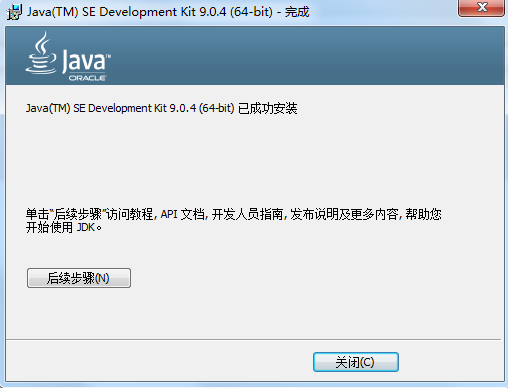 Java(TM) SE Development Kit 9.0.4 (64-bit) - 完成
Java™
ORACLE
Java(TM) SE Development Kit 9.0.4 (64-bit) 已成功安装
单击"后续步骤"访问教程, API 文档, 开发人员指南, 发布说明及更多内容, 帮助您
开始使用 JDK。
后续步骤(N)
关闭(C)